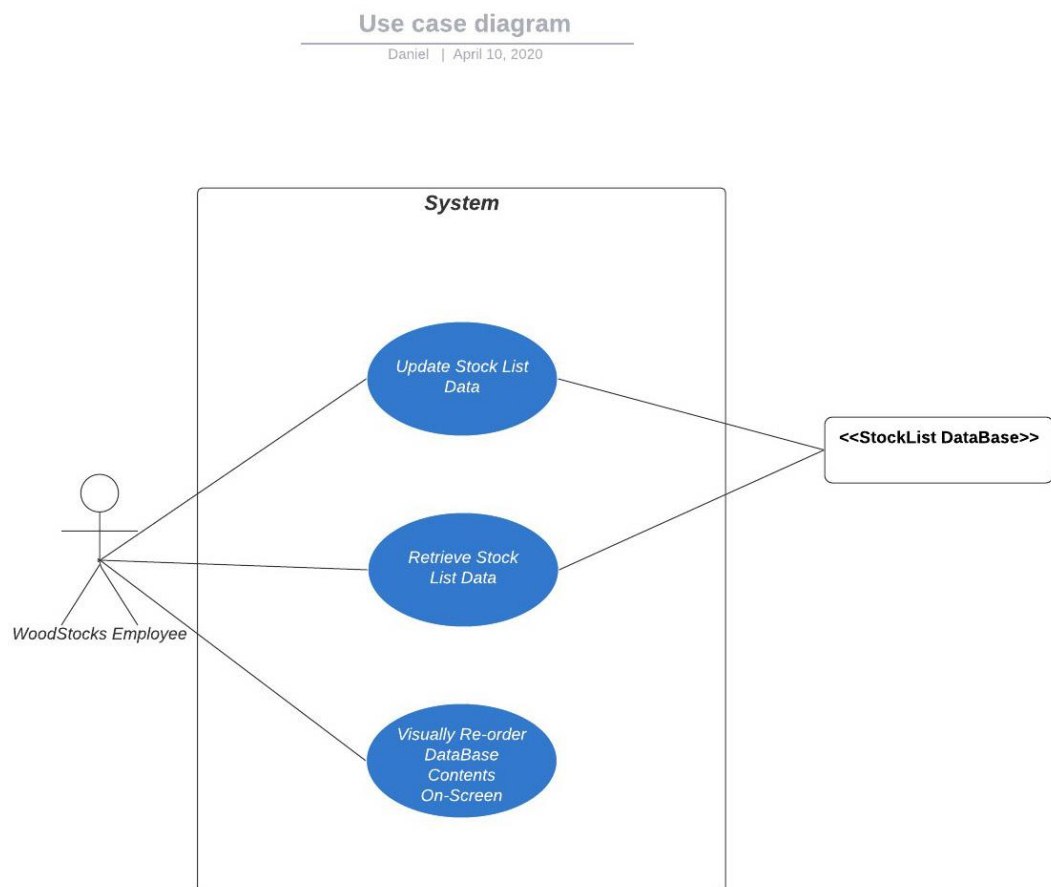 Use case diagram
Daniel | April 10, 2020
System
Update Stock List
Data
<<StockList DataBase>>
Retrieve Stock
List Data
WoodStocks Employee
Visually Re-order
DataBase
Contents
On-Screen